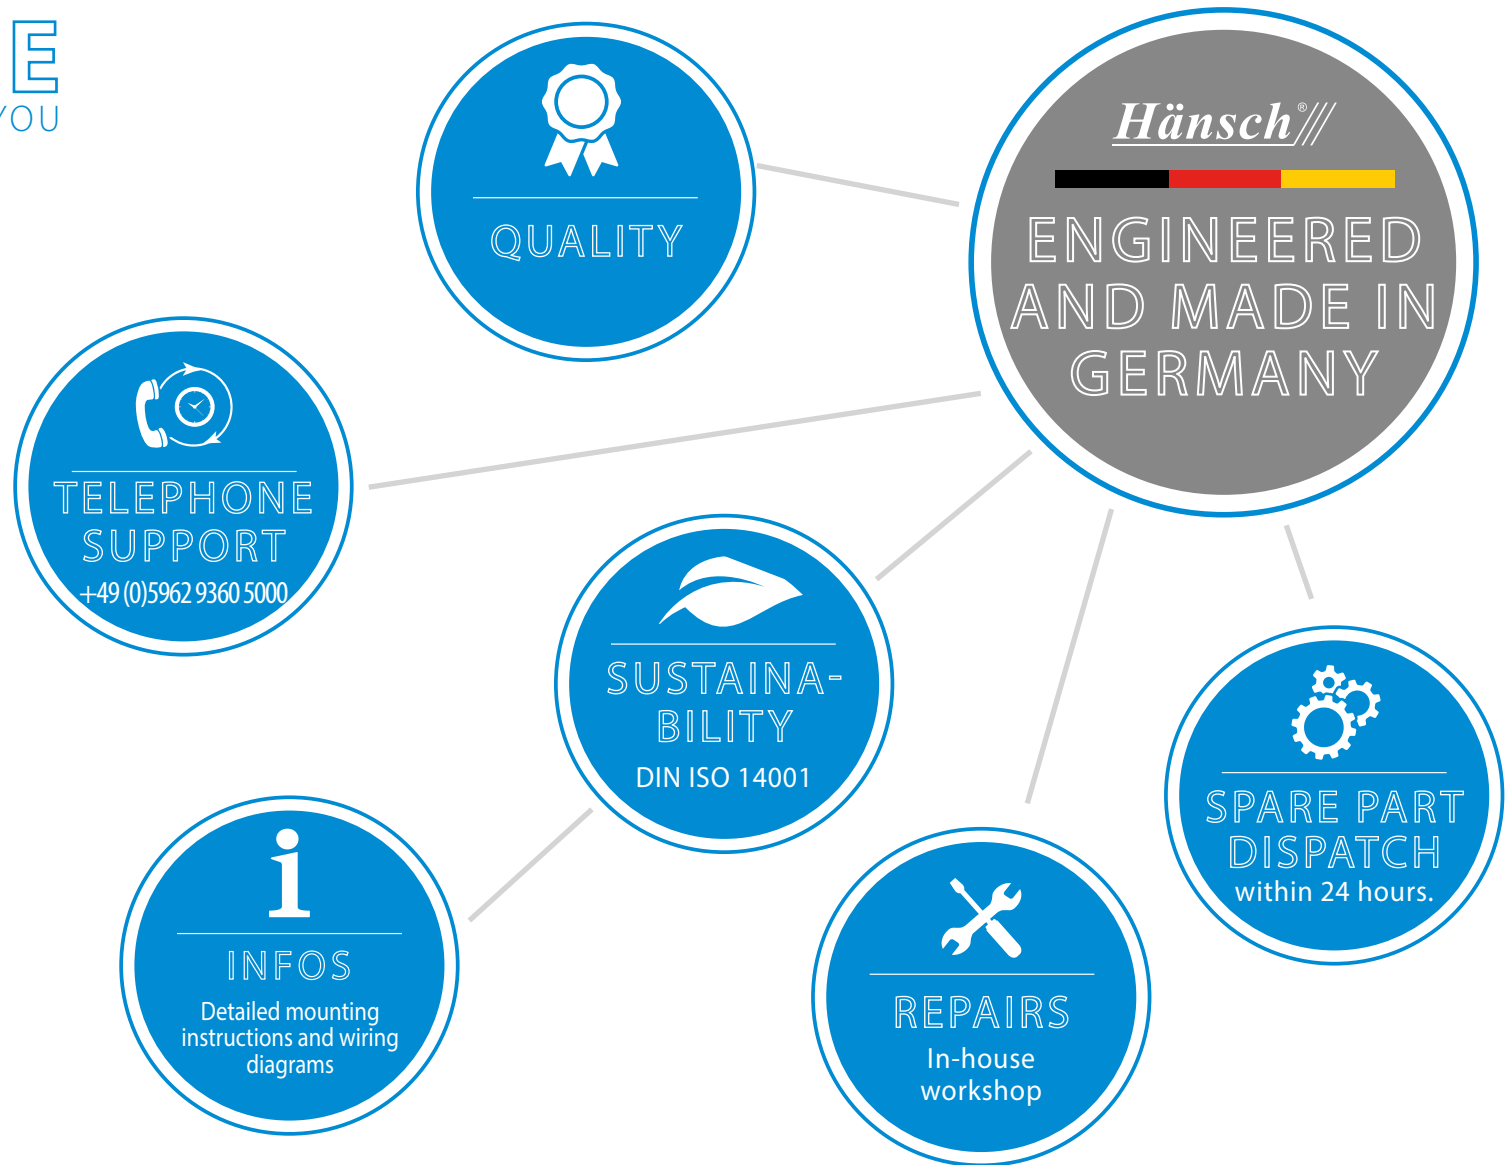 E
YOU
QUALITY
Hänsch®
ENGINEERED
AND MADE IN
GERMANY
TELEPHONE
SUPPORT
+49 (0)5962 9360 5000
SUSTAINA-
BILITY
DIN ISO 14001
SPARE PART
DISPATCH
within 24 hours.
INFOS
Detailed mounting
instructions and wiring
diagrams
REPAIRS
In-house
workshop